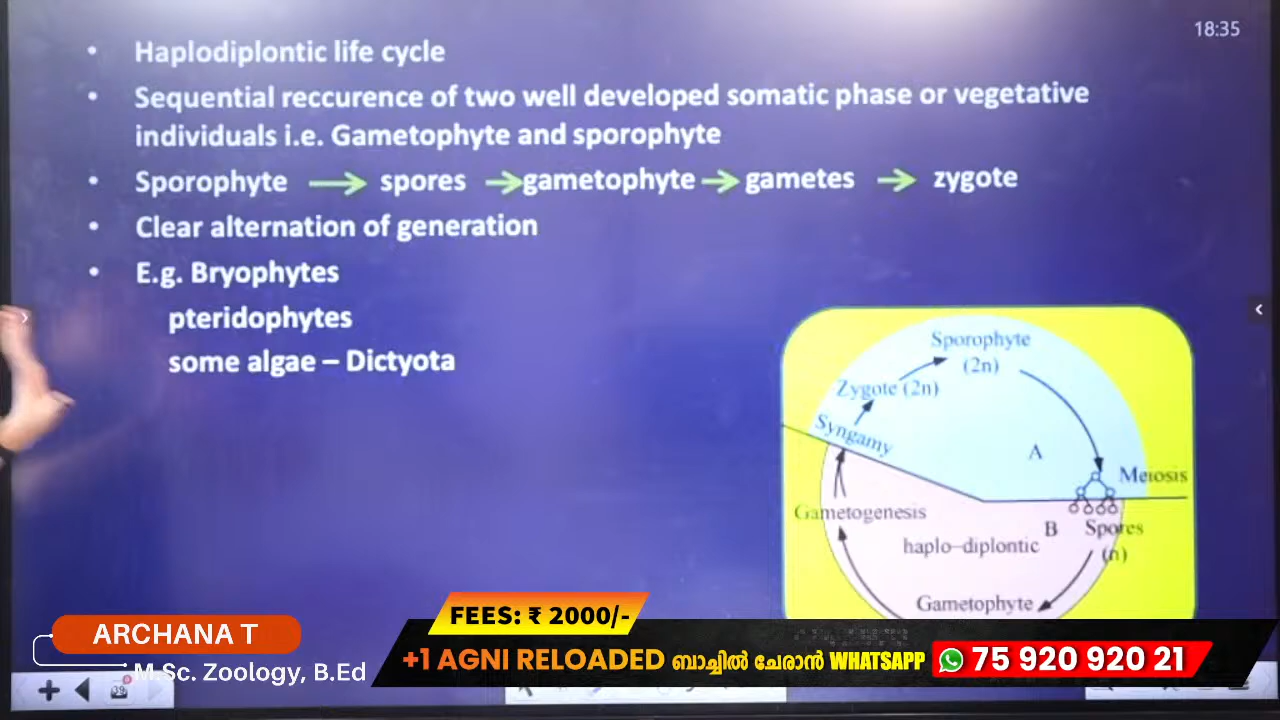 18:35
• Haplodiplontic life cycle
• Sequential reccurence of two well developed somatic phase or vegetative
individuals i.e. Gametophyte and sporophyte
• Sporophyte → spores → gametophyte → gametes → zygote
• Clear alternation of generation
• E.g. Bryophytes
pteridophytes
some algae – Dictyota
Sporophyte
(2n)
Zygote (2n)
Syngamy
A
Meiosis
Gametogenesis
B
Spores
(n)
haplo-diplontic
Gametophyte
FEES: ₹ 2000/-
ARCHANA T
M.Sc. Zoology, B.Ed
+1 AGNI RELOADED ബാച്ചിൽ ചേരാൻ WHATSAPP 75 920 920 21
39